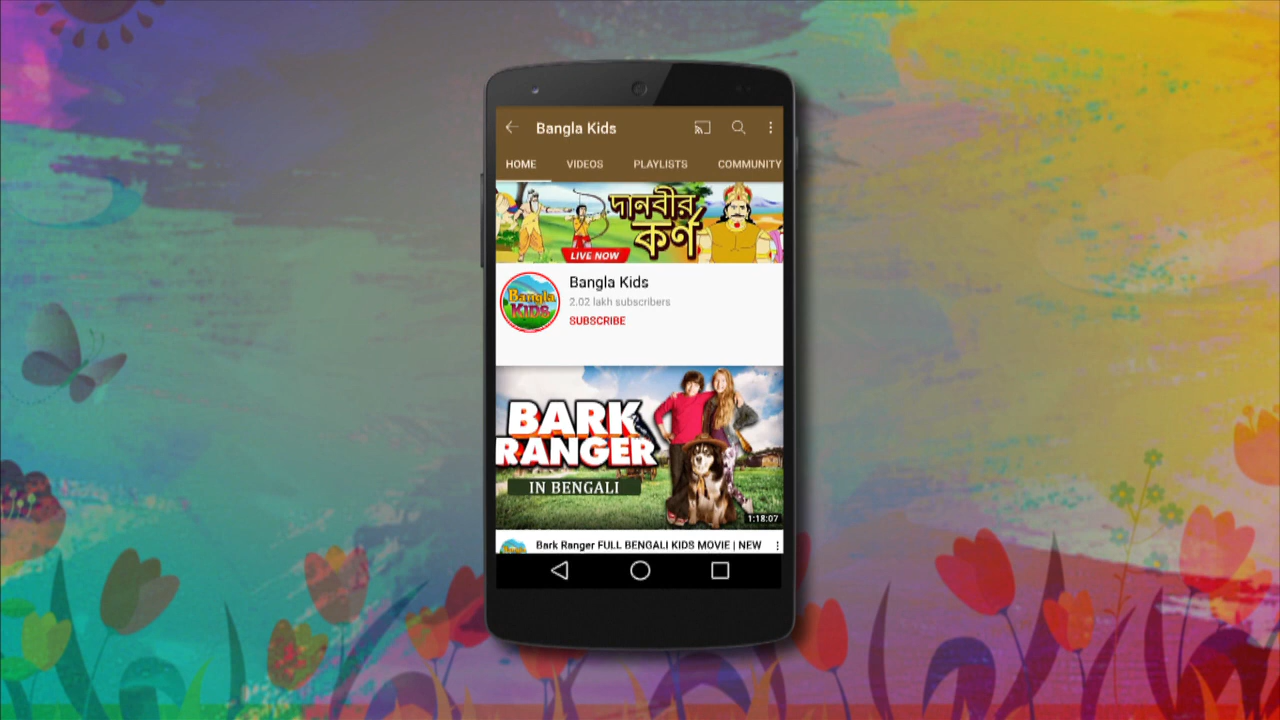 Bangla Kids
HOME VIDEOS PLAYLISTS COMMUNITY
দানবীর
কর্ণ
LIVE NOW
Bangla
KIDS
Bangla Kids
2.02 lakh subscribers
SUBSCRIBE
BARK
RANGER
IN BENGALI
1:18:07
Bark Ranger FULL BENGALI KIDS MOVIE | NEW